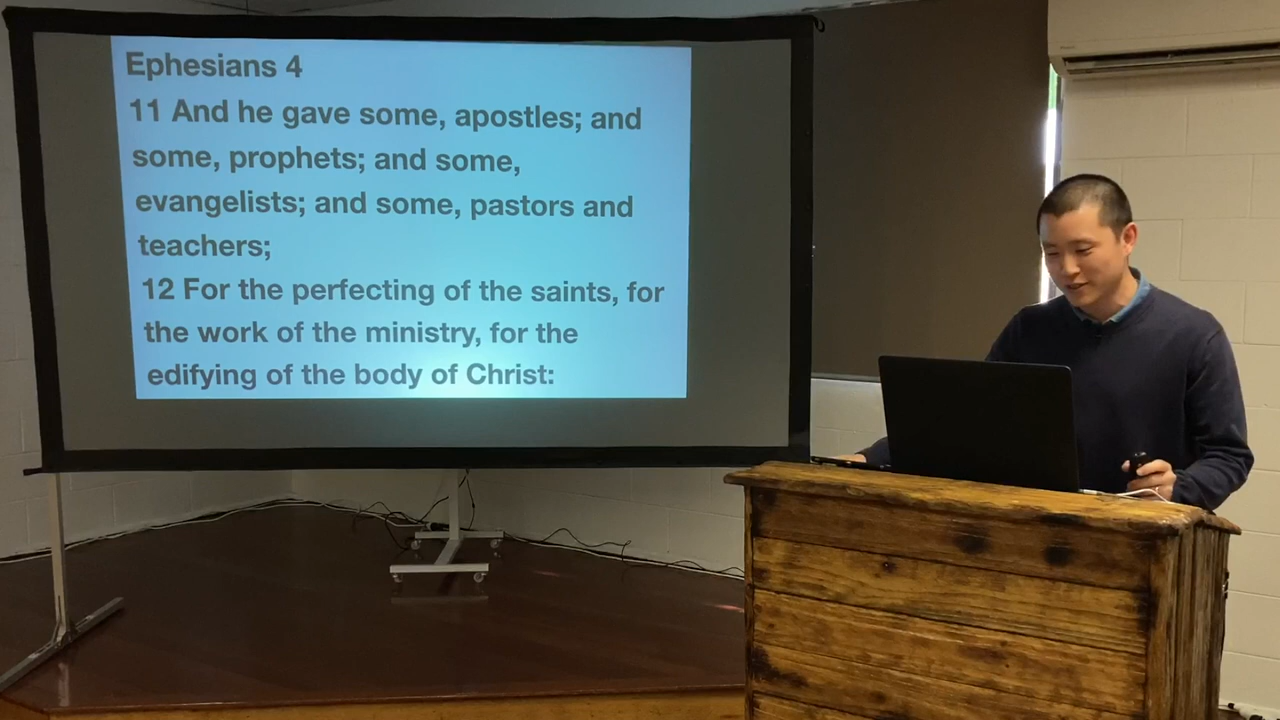 Ephesians 4
11 And he gave some, apostles; and
some, prophets; and some,
evangelists; and some, pastors and
teachers;
12 For the perfecting of the saints, for
the work of the ministry, for the
edifying of the body of Christ: